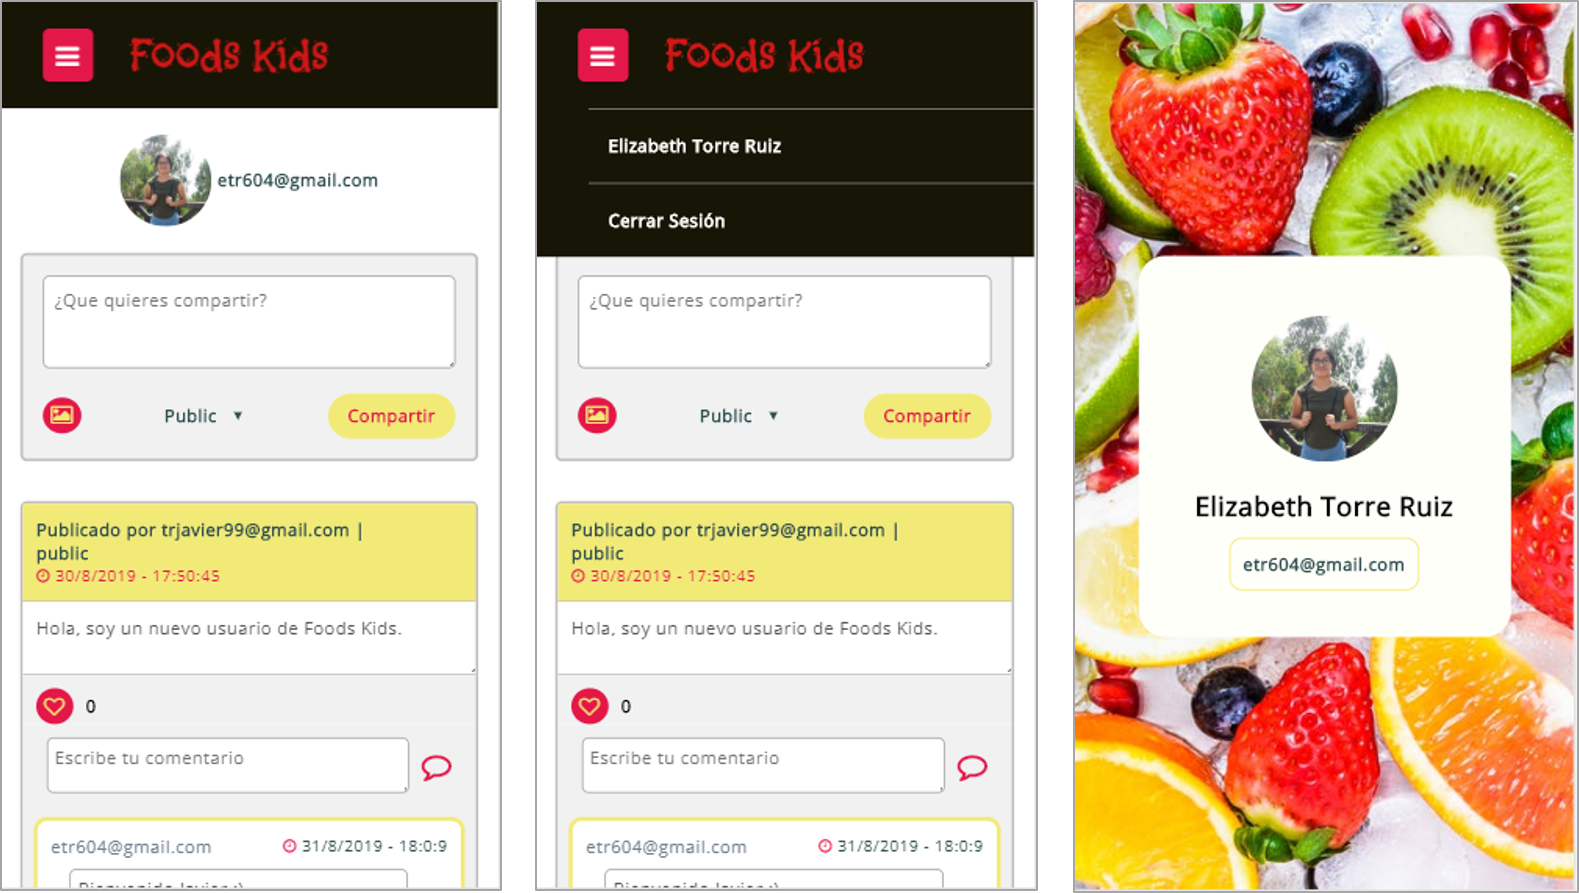 Foods Kids
etr604@gmail.com
¿Que quieres compartir?
Public ▼
Compartir
Publicado por trjavier99@gmail.com |
public
30/8/2019 - 17:50:45
Hola, soy un nuevo usuario de Foods Kids.
0
Escribe tu comentario
etr604@gmail.com 31/8/2019 - 18:0:9
Foods Kids
Elizabeth Torre Ruiz
Cerrar Sesión
¿Que quieres compartir?
Public ▼
Compartir
Publicado por trjavier99@gmail.com |
public
30/8/2019 - 17:50:45
Hola, soy un nuevo usuario de Foods Kids.
0
Escribe tu comentario
etr604@gmail.com 31/8/2019 - 18:0:9
Elizabeth Torre Ruiz
etr604@gmail.com